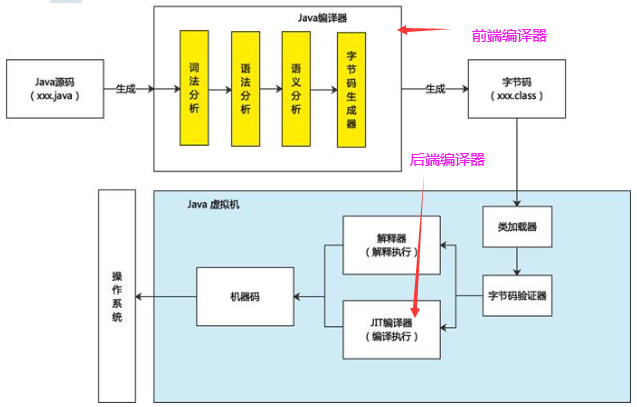 Java编译器
前端编译器
Java源码
（xxx.java）
生成
词法分析
语法分析
语义分析
字节码生成器
生成
字节码
（xxx.class）
后端编译器
Java 虚拟机
类加载器
解释器
（解释执行）
操作系统
机器码
字节码验证器
JIT编译器
（编译执行）